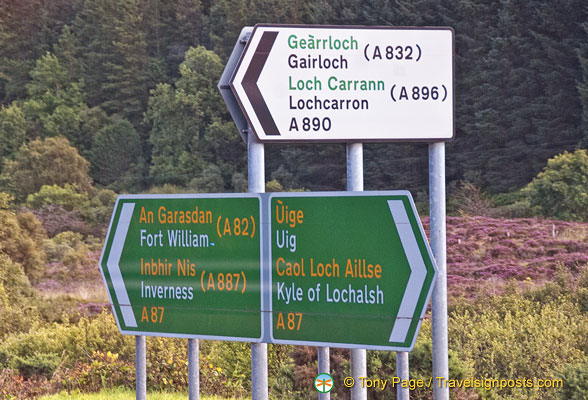 Geàrrloch
Gairloch
(A832)
Loch Carrann
Lochcarron
(A896)
A890
An Garasdan
Fort William
(A82)
Inbhir Nis
Inverness
(A887)
A87
Ùige
Uig
Caol Loch Aillse
Kyle of Lochalsh
A87
© Tony Page / Travelsignposts.com